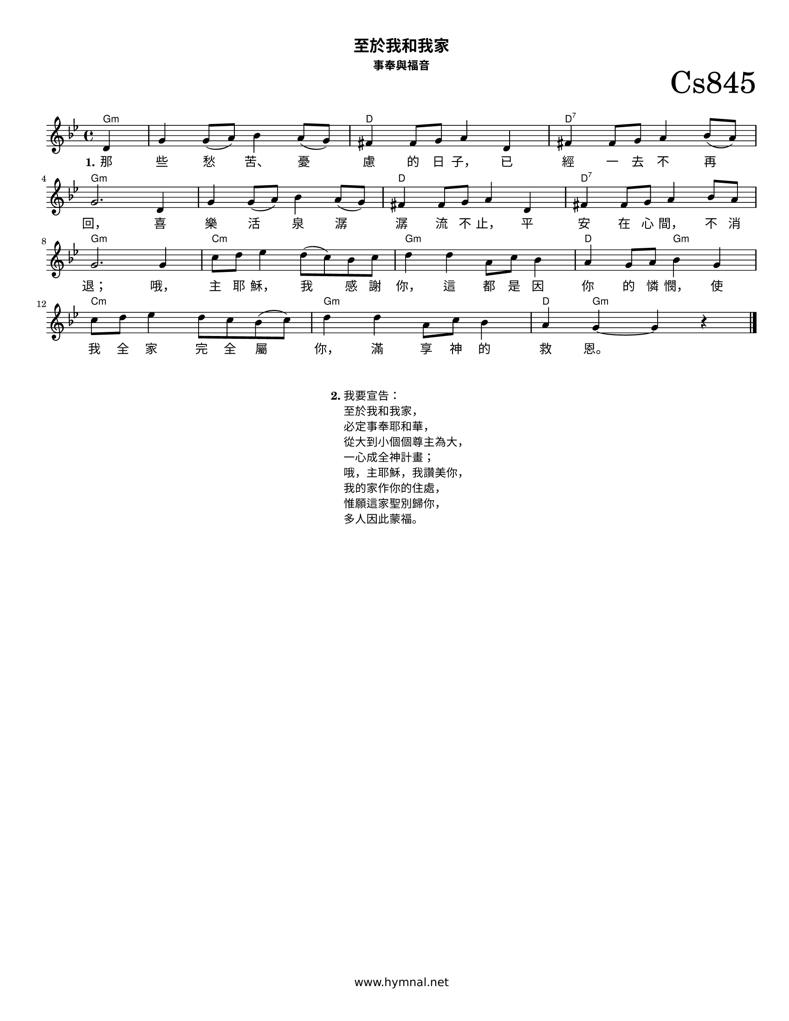 至於我和我家
事奉與福音
Cs845
Gm D D7
1. 那 些 愁 苦、 憂 慮 的 日 子， 已 經 一 去 不 再
4 Gm D D7
回， 喜 樂 活 泉 潺 潺 流 不 止， 平 安 在 心 間， 不 消
8 Gm Cm Gm D Gm
退； 哦， 主 耶 穌， 我 感 謝 你， 這 都 是 因 你 的 憐 憫， 使
12 Cm Gm D Gm
我 全 家 完 全 屬 你， 滿 享 神 的 救 恩。
2. 我要宣告：
至於我和我家，
必定事奉耶和華，
從大到小個個尊主為大，
一心成全神計畫；
哦，主耶穌，我讚美你，
我的家作你的住處，
惟願這家聖別歸你，
多人因此蒙福。
www.hymnal.net